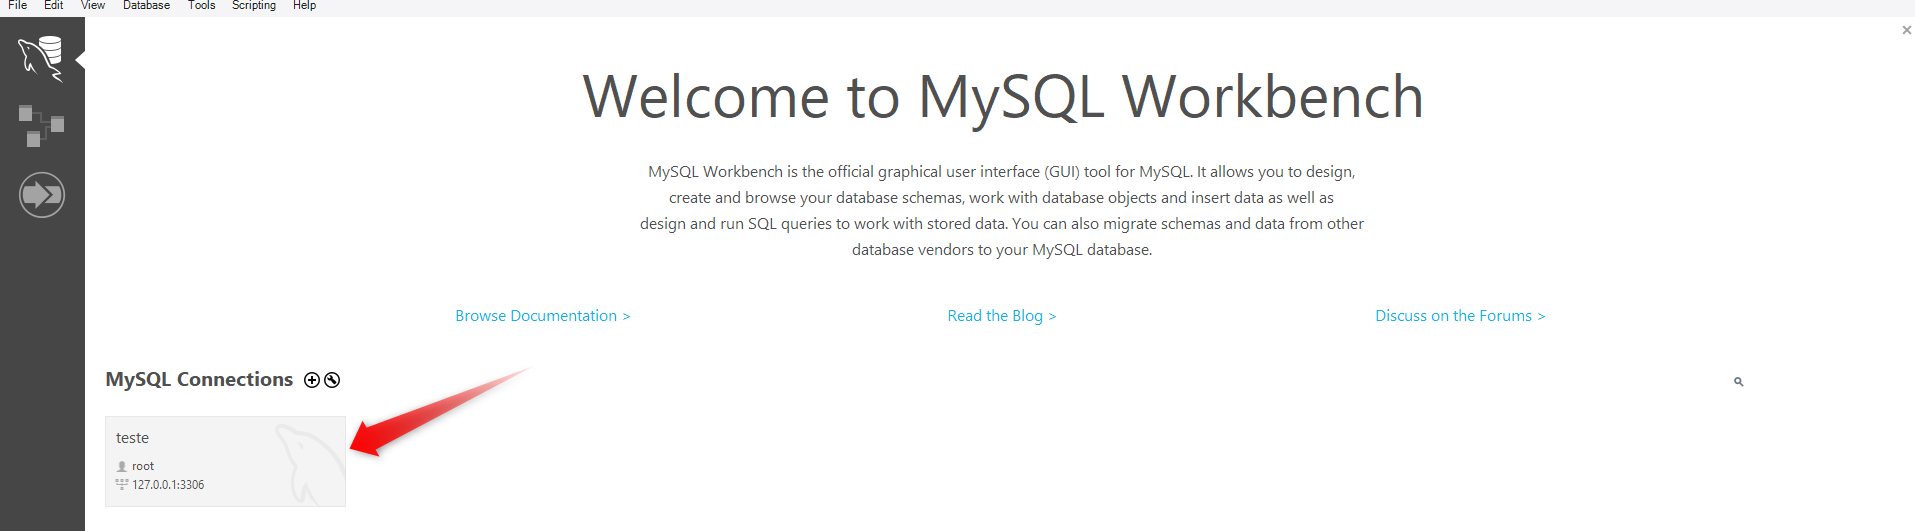 File Edit View Database Tools Scripting Help
Welcome to MySQL Workbench
MySQL Workbench is the official graphical user interface (GUI) tool for MySQL. It allows you to design,
create and browse your database schemas, work with database objects and insert data as well as
design and run SQL queries to work with stored data. You can also migrate schemas and data from other
database vendors to your MySQL database.
Browse Documentation > Read the Blog > Discuss on the Forums >
MySQL Connections
teste
root
127.0.0.1:3306